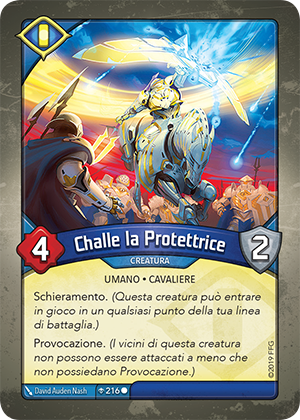 Challe la Protettrice
4
CREATURA
2
UMANO • CAVALIERE
Schieramento. (Questa creatura può entrare
in gioco in un qualsiasi punto della tua linea
di battaglia.)
Provocazione. (I vicini di questa creatura
non possono essere attaccati a meno che
non possiedano Provocazione.)
David Auden Nash
216
©2019 FFG